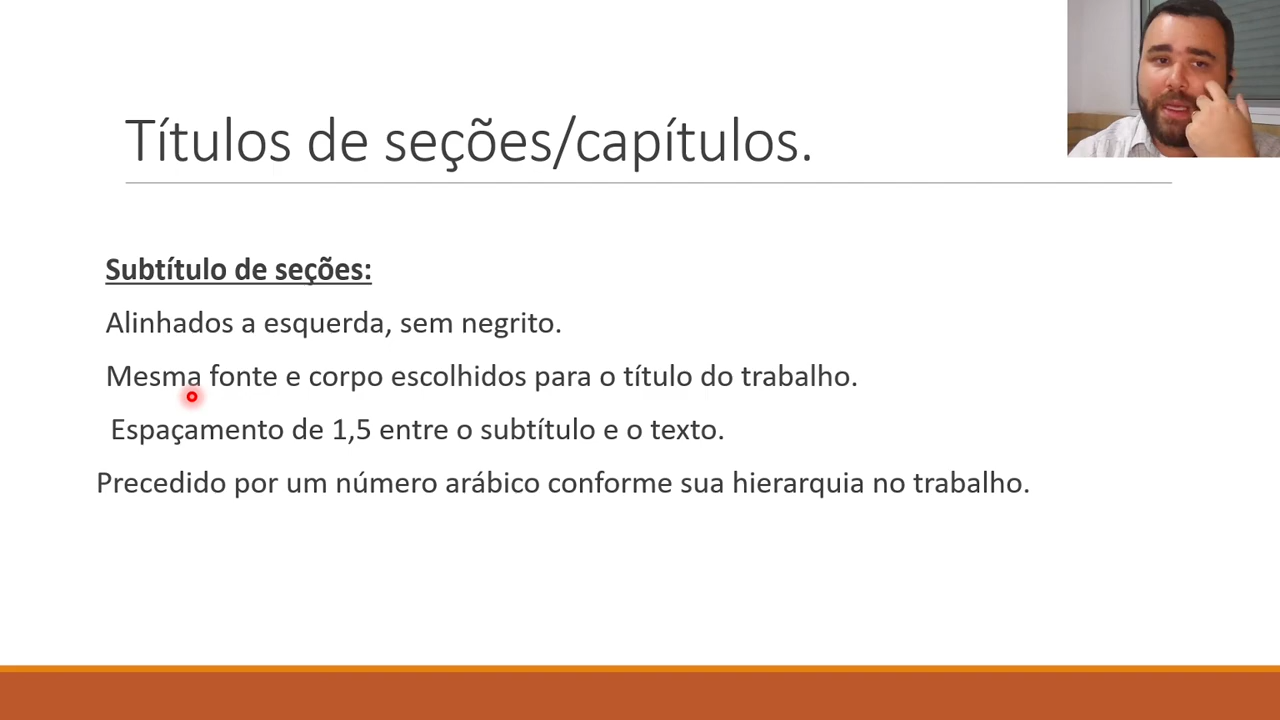 Títulos de seções/capítulos.
Subtítulo de seções:
Alinhados a esquerda, sem negrito.
Mesma fonte e corpo escolhidos para o título do trabalho.
Espaçamento de 1,5 entre o subtítulo e o texto.
Precedido por um número arábico conforme sua hierarquia no trabalho.